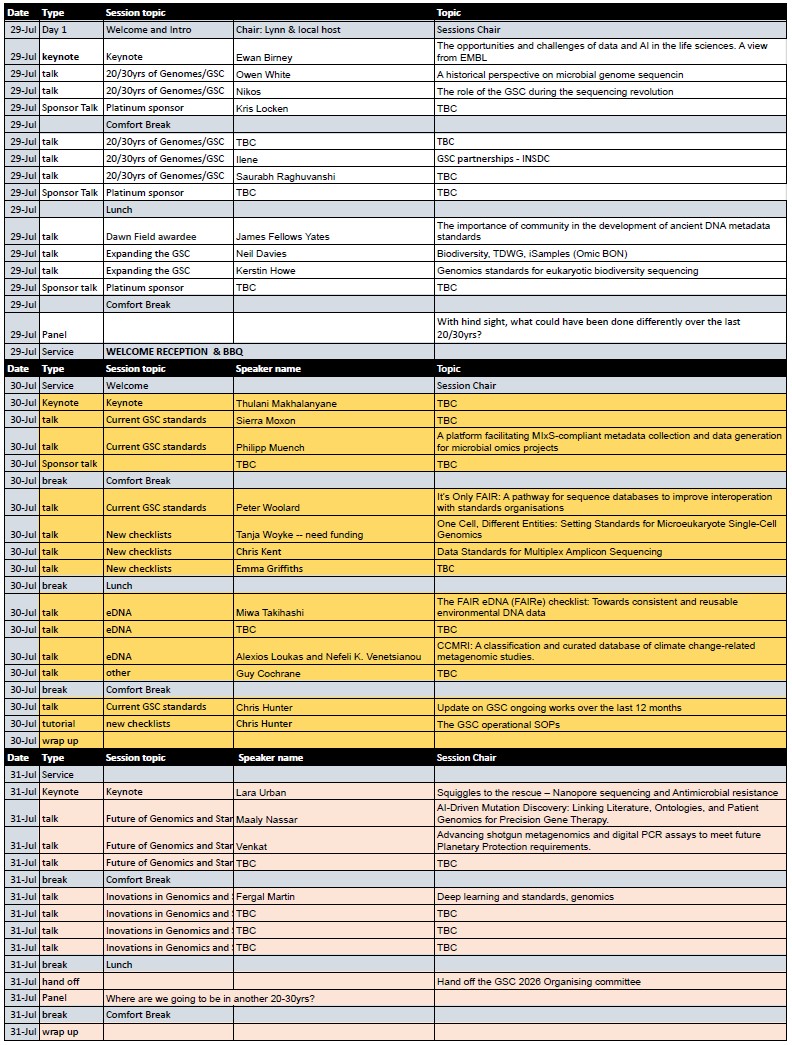 Date Type Session topic Topic
29-Jul Day 1 Welcome and Intro Chair: Lynn & local host Sessions Chair
29-Jul keynote Keynote Ewan Birney The opportunities and challenges of data and AI in the life sciences. A view
from EMBL
29-Jul talk 20/30yrs of Genomes/GSC Owen White A historical perspective on microbial genome sequencin
29-Jul talk 20/30yrs of Genomes/GSC Nikos The role of the GSC during the sequencing revolution
29-Jul Sponsor Talk Platinum sponsor Kris Locken TBC
29-Jul Comfort Break
29-Jul talk 20/30yrs of Genomes/GSC TBC TBC
29-Jul talk 20/30yrs of Genomes/GSC Ilene GSC partnerships - INSDC
29-Jul talk 20/30yrs of Genomes/GSC Saurabh Raghuvanshi TBC
29-Jul Sponsor Talk Platinum sponsor TBC TBC
29-Jul Lunch
29-Jul talk Dawn Field awardee James Fellows Yates The importance of community in the development of ancient DNA metadata
standards
29-Jul talk Expanding the GSC Neil Davies Biodiversity, TDWG, iSamples (Omic BON)
29-Jul talk Expanding the GSC Kerstin Howe Genomics standards for eukaryotic biodiversity sequencing
29-Jul Sponsor talk Platinum sponsor TBC TBC
29-Jul Comfort Break
29-Jul Panel With hind sight, what could have been done differently over the last
20/30yrs?
29-Jul Service WELCOME RECEPTION & BBQ
Date Type Session topic Speaker name Topic
30-Jul Service Welcome Session Chair
30-Jul Keynote Keynote Thulani Makhalanyane TBC
30-Jul talk Current GSC standards Sierra Moxon TBC
30-Jul talk Current GSC standards Philipp Muench A platform facilitating MIxS-compliant metadata collection and data generation
for microbial omics projects
30-Jul Sponsor talk TBC TBC
30-Jul break Comfort Break
30-Jul talk Current GSC standards Peter Woolard It's Only FAIR: A pathway for sequence databases to improve interoperation
with standards organisations
30-Jul talk New checklists Tanja Woyke -- need funding One Cell, Different Entities: Setting Standards for Microeukaryote Single-Cell
Genomics
30-Jul talk New checklists Chris Kent Data Standards for Multiplex Amplicon Sequencing
30-Jul talk New checklists Emma Griffiths TBC
30-Jul break Lunch
30-Jul talk eDNA Miwa Takihashi The FAIR eDNA (FAIRe) checklist: Towards consistent and reusable
environmental DNA data
30-Jul talk eDNA TBC TBC
30-Jul talk eDNA Alexios Loukas and Nefeli K. Venetsianou CCMRI: A classification and curated database of climate change-related
metagenomic studies.
30-Jul talk other Guy Cochrane TBC
30-Jul break Comfort Break
30-Jul talk Current GSC standards Chris Hunter Update on GSC ongoing works over the last 12 months
30-Jul tutorial new checklists Chris Hunter The GSC operational SOPs
30-Jul wrap up
Date Type Session topic Speaker name Session Chair
31-Jul Service
31-Jul Keynote Keynote Lara Urban Squiggles to the rescue – Nanopore sequencing and Antimicrobial resistance
31-Jul talk Future of Genomics and Star Maaly Nassar AI-Driven Mutation Discovery: Linking Literature, Ontologies, and Patient
Genomics for Precision Gene Therapy.
31-Jul talk Future of Genomics and Star Venkat Advancing shotgun metagenomics and digital PCR assays to meet future
Planetary Protection requirements.
31-Jul talk Future of Genomics and Star TBC TBC
31-Jul break Comfort Break
31-Jul talk Inovations in Genomics and Fergal Martin Deep learning and standards, genomics
31-Jul talk Inovations in Genomics and TBC TBC
31-Jul talk Inovations in Genomics and TBC TBC
31-Jul talk Inovations in Genomics and TBC TBC
31-Jul break Lunch
31-Jul hand off Hand off the GSC 2026 Organising committee
31-Jul Panel Where are we going to be in another 20-30yrs?
31-Jul break Comfort Break
31-Jul wrap up